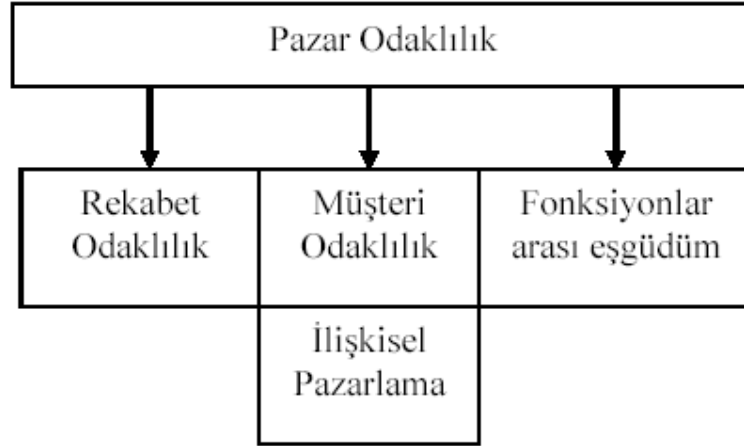 Pazar Odaklılık
Rekabet
Odaklılık
Müşteri
Odaklılık
Fonksiyonlar
arası eşgüdüm
İlişkisel
Pazarlama